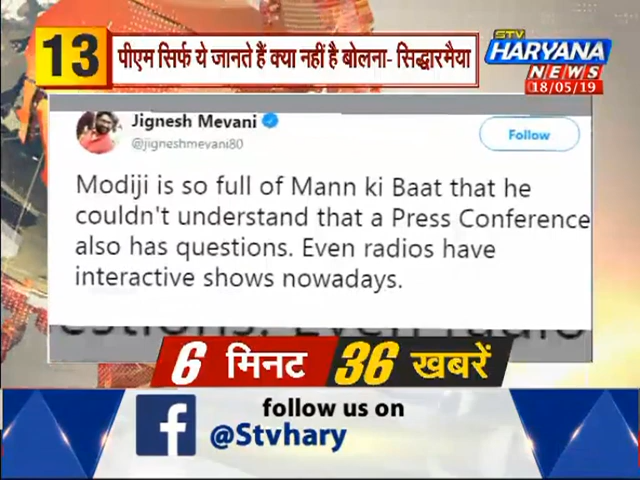 13
पीएम सिर्फ ये जानते हैं क्या नहीं है बोलना- सिद्धारमैया
STV
HARYANA
NEWS
18/05/19
Jignesh Mevani
@jigneshmevani80
Follow
Modiji is so full of Mann ki Baat that he
couldn't understand that a Press Conference
also has questions. Even radios have
interactive shows nowadays.
6 मिनट 36 खबरें
follow us on
@Stvhary